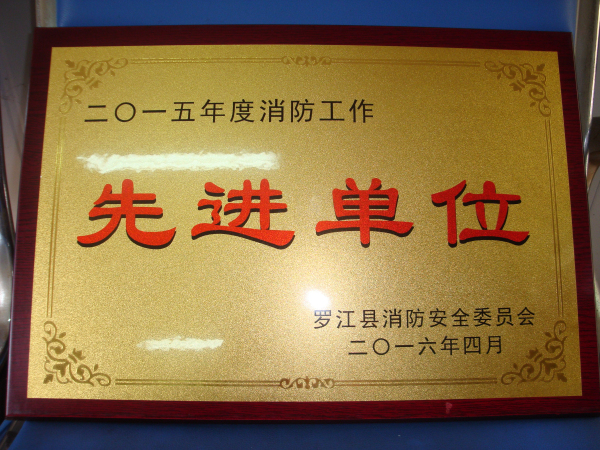 二〇一五年度消防工作
先进单位
罗江县消防安全委员会
二〇一六年四月